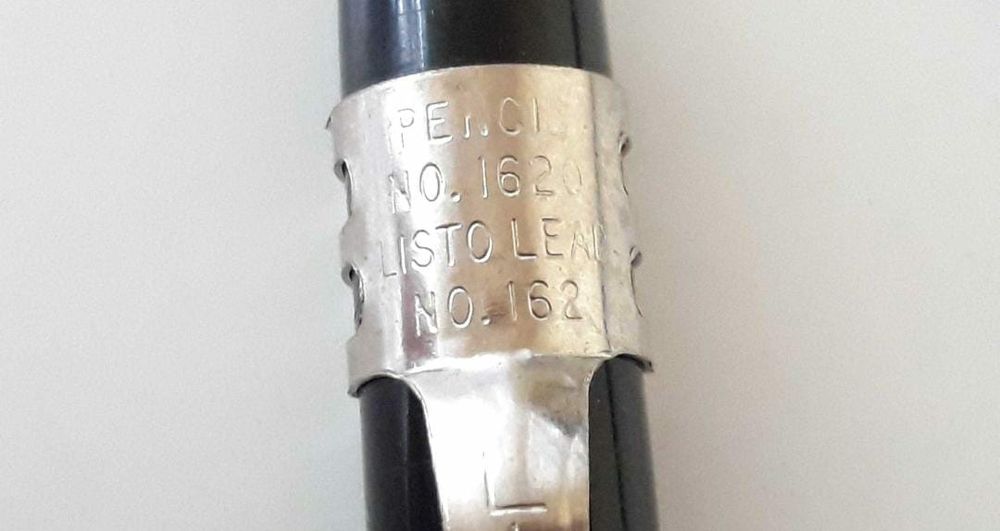 PENCIL
NO. 1620
LISTO LEAD
NO. 162
L